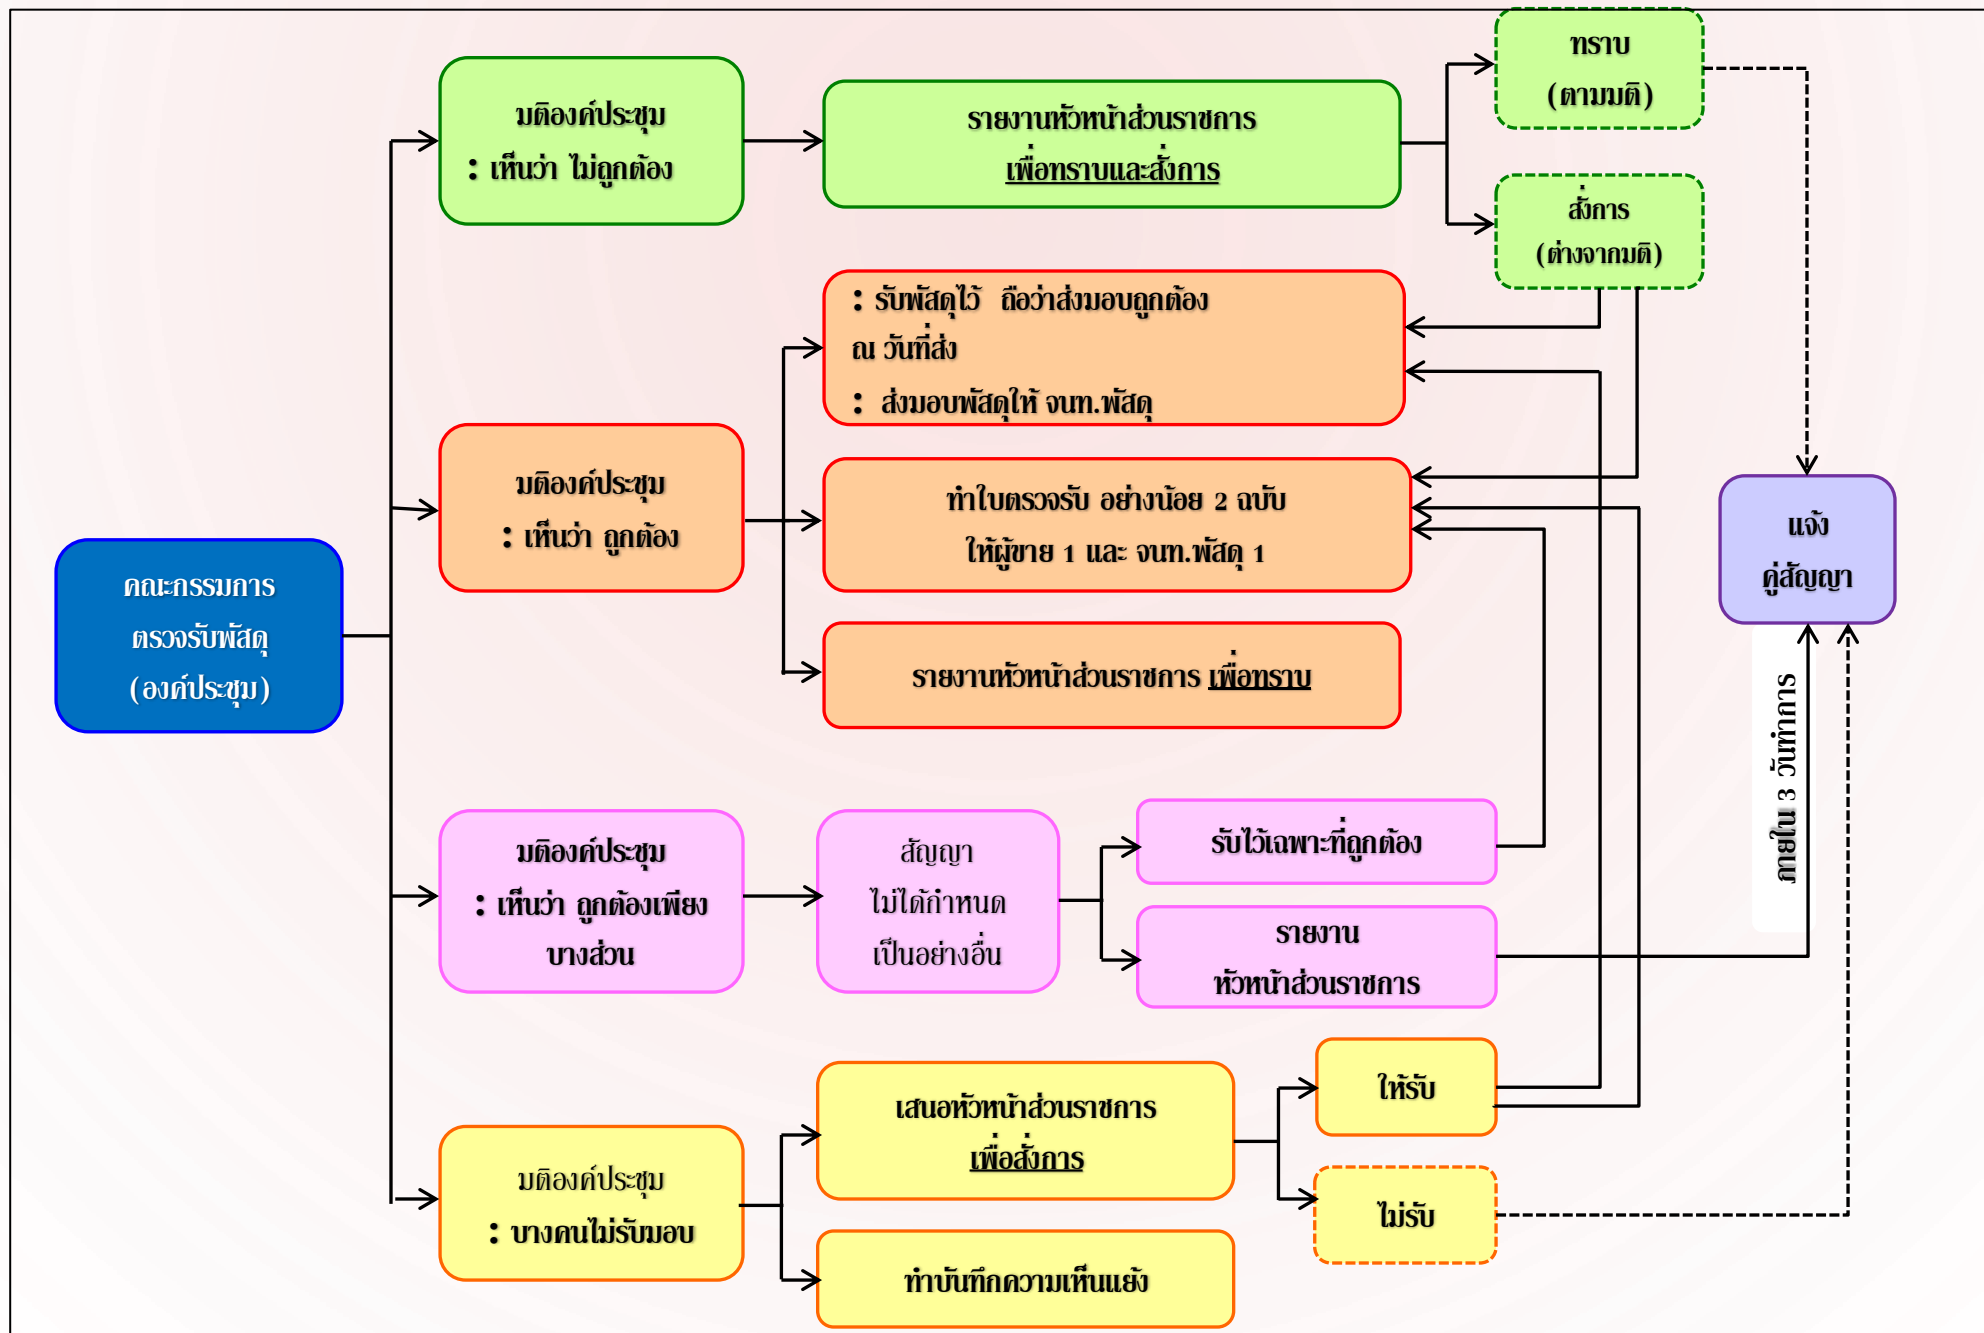 คณะกรรมการ
ตรวจรับพัสดุ
(องค์ประชุม)
มติองค์ประชุม
: เห็นว่า ไม่ถูกต้อง
รายงานหัวหน้าส่วนราชการ
เพื่อทราบและสั่งการ
ทราบ
(ตามมติ)
สั่งการ
(ต่างจากมติ)
มติองค์ประชุม
: เห็นว่า ถูกต้อง
: รับพัสดุไว้ ถือว่าส่งมอบถูกต้อง
ณ วันที่ส่ง
: ส่งมอบพัสดุให้ จนท.พัสดุ
ทำใบตรวจรับ อย่างน้อย 2 ฉบับ
ให้ผู้ขาย 1 และ จนท.พัสดุ 1
รายงานหัวหน้าส่วนราชการ เพื่อทราบ
แจ้ง
คู่สัญญา
ภายใน 3 วันทำการ
มติองค์ประชุม
: เห็นว่า ถูกต้องเพียง
บางส่วน
สัญญา
ไม่ได้กำหนด
เป็นอย่างอื่น
รับไว้เฉพาะที่ถูกต้อง
รายงาน
หัวหน้าส่วนราชการ
มติองค์ประชุม
: บางคนไม่รับมอบ
เสนอหัวหน้าส่วนราชการ
เพื่อสั่งการ
ทำบันทึกความเห็นแย้ง
ให้รับ
ไม่รับ